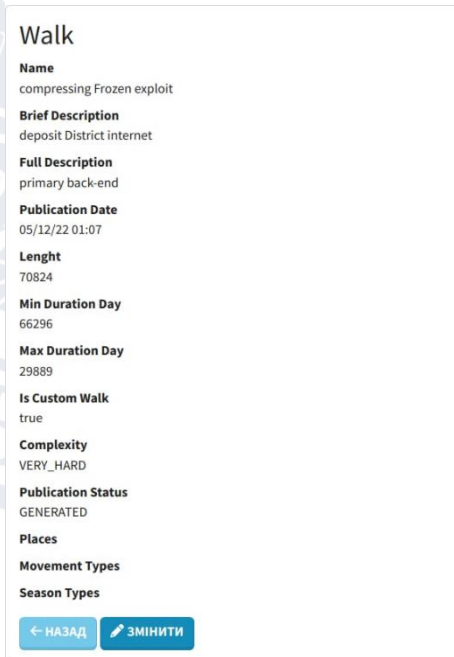 Walk
Name
compressing Frozen exploit
Brief Description
deposit District internet
Full Description
primary back-end
Publication Date
05/12/22 01:07
Lenght
70824
Min Duration Day
66296
Max Duration Day
29889
Is Custom Walk
true
Complexity
VERY_HARD
Publication Status
GENERATED
Places
Movement Types
Season Types
НАЗАД ЗМІНИТИ